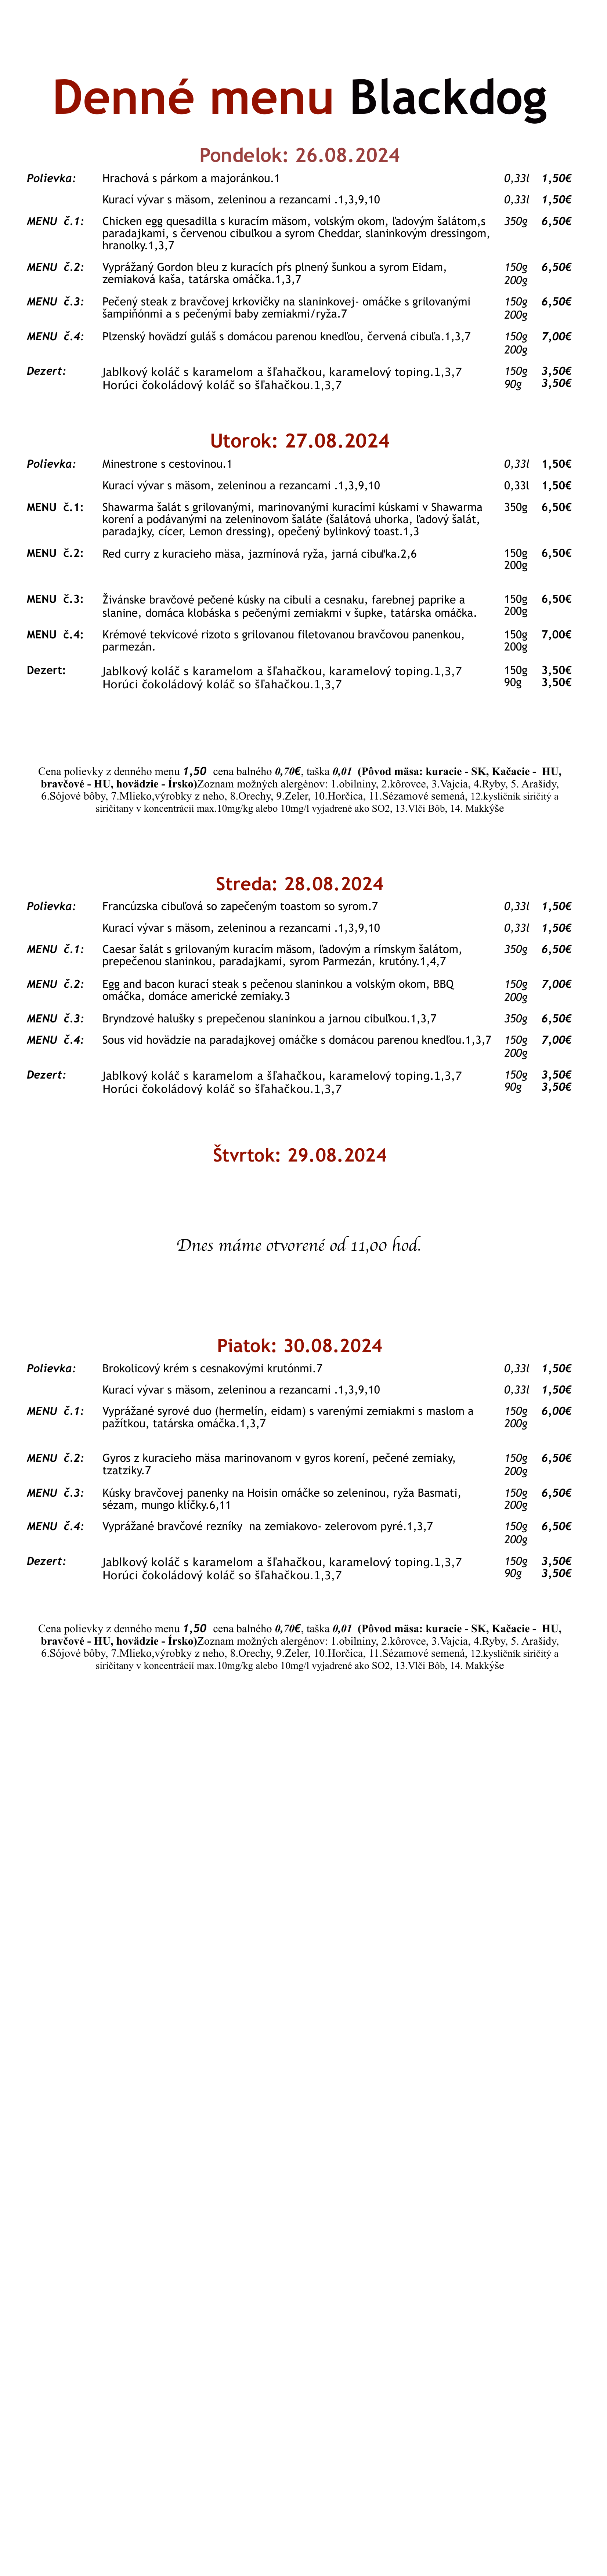 Denné menu Blackdog
Pondelok: 26.08.2024
Polievka: Hrachová s párkom a majoránkou.1 0,33l 1,50€
Kurací vývar s mäsom, zeleninou a rezancami .1,3,9,10 0,33l 1,50€
MENU č.1: Chicken egg quesadilla s kuracím mäsom, volským okom, ľadovým šalátom,s 350g 6,50€
paradajkami, s červenou cibuľkou a syrom Cheddar, slaninkovým dressingom,
hranolky.1,3,7
MENU č.2: Vyprážaný Gordon bleu z kuracích pŕs plnený šunkou a syrom Eidam, 150g 6,50€
zemiaková kaša, tatárska omáčka.1,3,7 200g
MENU č.3: Pečený steak z bravčovej krkovičky na slaninkovej- omáčke s grilovanými 150g 6,50€
šampiňónmi a s pečenými baby zemiakmi/ryža.7 200g
MENU č.4: Plzenský hovädzí guláš s domácou parenou knedľou, červená cibuľa.1,3,7 150g 7,00€
200g
Dezert: Jablkový koláč s karamelom a šľahačkou, karamelový toping.1,3,7 150g 3,50€
Horúci čokoládový koláč so šľahačkou.1,3,7 90g 3,50€
Utorok: 27.08.2024
Polievka: Minestrone s cestovinou.1 0,33l 1,50€
Kurací vývar s mäsom, zeleninou a rezancami .1,3,9,10 0,33l 1,50€
MENU č.1: Shawarma šalát s grilovanými, marinovanými kuracími kúskami v Shawarma 350g 6,50€
korení a podávanými na zeleninovom šaláte (šalátová uhorka, ľadový šalát,
paradajky, cícer, Lemon dressing), opečený bylinkový toast.1,3
MENU č.2: Red curry z kuracieho mäsa, jazmínová ryža, jarná cibuľka.2,6 150g 6,50€
200g
MENU č.3: Živánske bravčové pečené kúsky na cibuli a cesnaku, farebnej paprike a 150g 6,50€
slanine, domáca klobáska s pečenými zemiakmi v šupke, tatárska omáčka. 200g
MENU č.4: Krémové tekvicové rizoto s grilovanou filetovanou bravčovou panenkou, 150g 7,00€
parmezán. 200g
Dezert: Jablkový koláč s karamelom a šľahačkou, karamelový toping.1,3,7 150g 3,50€
Horúci čokoládový koláč so šľahačkou.1,3,7 90g 3,50€
Cena polievky z denného menu 1,50 cena balného 0,70€, taška 0,01 (Pôvod mäsa: kuracie - SK, Kačacie - HU,
bravčové - HU, hovädzie - Írsko)Zoznam možných alergénov: 1.obilniny, 2.kôrovce, 3.Vajcia, 4.Ryby, 5. Arašidy,
6.Sójové bôby, 7.Mlieko,výrobky z neho, 8.Orechy, 9.Zeler, 10.Horčica, 11.Sézamové semená, 12.kysličník siričitý a
siričitany v koncentrácií max.10mg/kg alebo 10mg/l vyjadrené ako SO2, 13.Vlčí Bôb, 14. Makkýše
Streda: 28.08.2024
Polievka: Francúzska cibuľová so zapečeným toastom so syrom.7 0,33l 1,50€
Kurací vývar s mäsom, zeleninou a rezancami .1,3,9,10 0,33l 1,50€
MENU č.1: Caesar šalát s grilovaným kuracím mäsom, ľadovým a rímskym šalátom, 350g 6,50€
prepečenou slaninkou, paradajkami, syrom Parmezán, krutóny.1,4,7
MENU č.2: Egg and bacon kurací steak s pečenou slaninkou a volským okom, BBQ 150g 7,00€
omáčka, domáce americké zemiaky.3 200g
MENU č.3: Bryndzové halušky s prepečenou slaninkou a jarnou cibuľkou.1,3,7 350g 6,50€
MENU č.4: Sous vid hovädzie na paradajkovej omáčke s domácou parenou knedľou.1,3,7 150g 7,00€
200g
Dezert: Jablkový koláč s karamelom a šľahačkou, karamelový toping.1,3,7 150g 3,50€
Horúci čokoládový koláč so šľahačkou.1,3,7 90g 3,50€
Štvrtok: 29.08.2024
Dnes máme otvorené od 11,00 hod.
Piatok: 30.08.2024
Polievka: Brokolicový krém s cesnakovými krutónmi.7 0,33l 1,50€
Kurací vývar s mäsom, zeleninou a rezancami .1,3,9,10 0,33l 1,50€
MENU č.1: Vyprážané syrové duo (hermelín, eidam) s varenými zemiakmi s maslom a 150g 6,00€
pažítkou, tatárska omáčka.1,3,7 200g
MENU č.2: Gyros z kuracieho mäsa marinovanom v gyros korení, pečené zemiaky, 150g 6,50€
tzatziky.7 200g
MENU č.3: Kúsky bravčovej panenky na Hoisin omáčke so zeleninou, ryža Basmati, 150g 6,50€
sézam, mungo klíčky.6,11 200g
MENU č.4: Vyprážané bravčové rezníky na zemiakovo- zelerovom pyré.1,3,7 150g 6,50€
200g
Dezert: Jablkový koláč s karamelom a šľahačkou, karamelový toping.1,3,7 150g 3,50€
Horúci čokoládový koláč so šľahačkou.1,3,7 90g 3,50€
Cena polievky z denného menu 1,50 cena balného 0,70€, taška 0,01 (Pôvod mäsa: kuracie - SK, Kačacie - HU,
bravčové - HU, hovädzie - Írsko)Zoznam možných alergénov: 1.obilniny, 2.kôrovce, 3.Vajcia, 4.Ryby, 5. Arašidy,
6.Sójové bôby, 7.Mlieko,výrobky z neho, 8.Orechy, 9.Zeler, 10.Horčica, 11.Sézamové semená, 12.kysličník siričitý a
siričitany v koncentrácií max.10mg/kg alebo 10mg/l vyjadrené ako SO2, 13.Vlčí Bôb, 14. Makkýše